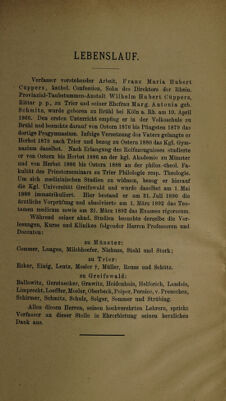 LEBENSLAUF.
Verfasser vorstehender Arbeit, Franz Maria Hubert
Cüppers, kathol. Confession, Sohn des Direktors der Rhein.
Provinzial-Taubstummen-Anstalt Wilhelm Hubert Cüppers,
Ritter p p., zu Trier und seiner Ehefrau Marg. Antonia geb.
Schmitz, wurde geboren zu Brühl bei Köln a. Rh. am 19. April
1866. Den ersten Unterricht empfing er in der Volksschule zu
Brühl und besuchte darauf von Ostern 1876 bis Pfingsten 1879 das
dortige Progymnasium. Infolge Versetzung des Vaters gelangte er
Herbst 1879 nach Trier und bezog zu Ostern 1880 das Kgl. Gym-
nasium daselbst. Nach Erlangung des Reifezeugnisses studierte
er von Ostern bis Herbst 1886 an der kgl. Akademie zu Münster
und von Herbst 1886 bis Ostern 1888 an der philos.-theol. Fa-
kultät des Priesterseminars zu Trier Philologie resp. Theologie.
Um sich medizinischen Studien zu widmen, bezog er hierauf
die Kgl. Universität Greifswald und wurde daselbst am 1. Mai
1888 immatrikuliert. Hier bestand er am 31. Juli 1890 die
ärztliche Vorprüfung und absolvierte am 1. März 1892 das Ten-
tamen medicum sowie am 31. März 1892 das Examen rigorosum.
Während seiner akad. Studien besuchte derselbe die Vor-
lesungen, Kurse und Kliniken folgender Herren Professoren und
Docenten:
zu Münster:
Commer, Langen, Milchhoefer, Niehues, Stahl und Stork;
zu Trier:
Ecker, Einig, Lentz, Mosler †, Müller, Reuss und Schütz.
zu Greifswald:
Ballowitz, Gerstaecker, Grawitz, Heidenhain, Helferich, Landois,
Limpricht, Loeffler, Mosler, Oberbeck, Peiper, Pernice, v. Preuschen,
Schirmer, Schmitz, Schulz, Solger, Sommer und Strübing.
Allen diesen Herren, seinen hochverehrten Lehrern, spricht
Verfasser an dieser Stelle in Ehrerbietung seinen herzlichen
Dank aus.